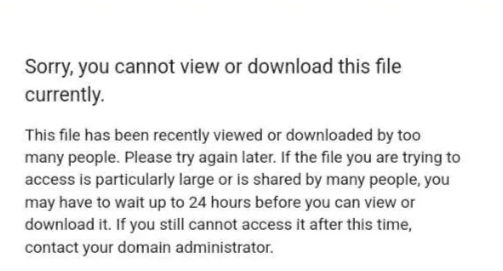 Sorry, you cannot view or download this file
currently.
This file has been recently viewed or downloaded by too
many people. Please try again later. If the file you are trying to
access is particularly large or is shared by many people, you
may have to wait up to 24 hours before you can view or
download it. If you still cannot access it after this time,
contact your domain administrator.